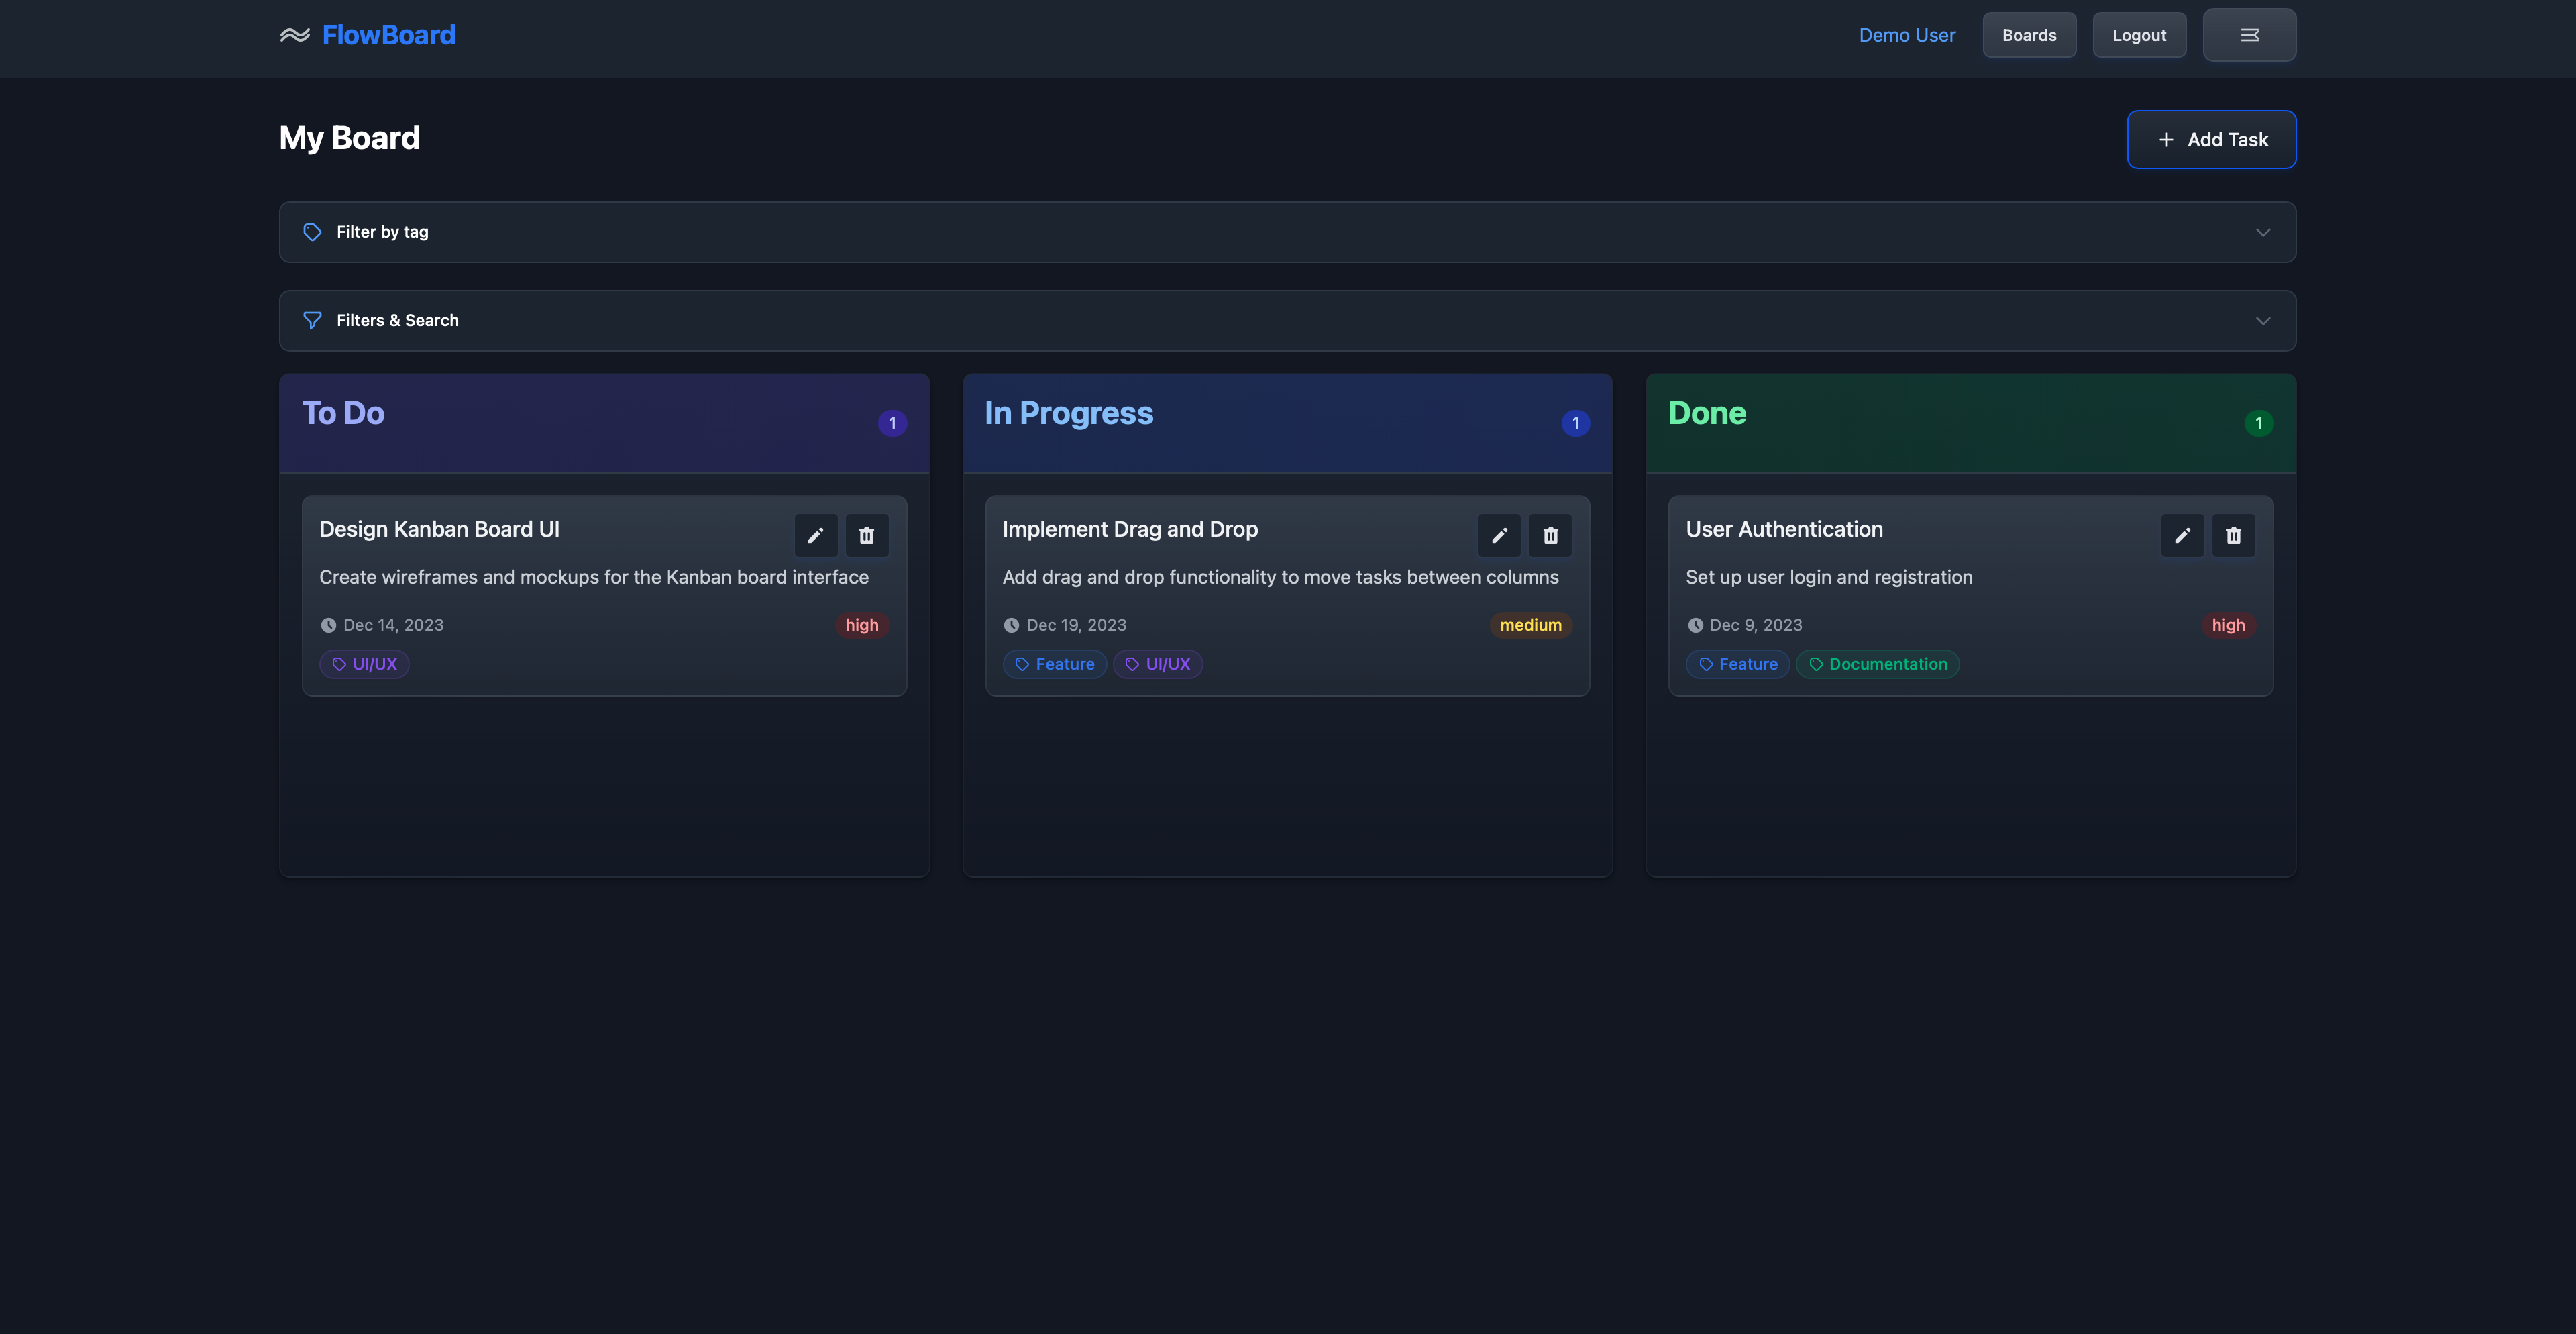 FlowBoard
Demo User
Boards
Logout
My Board
Add Task
Filter by tag
Filters & Search
To Do
1
Design Kanban Board UI
Create wireframes and mockups for the Kanban board interface
Dec 14, 2023
high
UI/UX
In Progress
1
Implement Drag and Drop
Add drag and drop functionality to move tasks between columns
Dec 19, 2023
medium
Feature
UI/UX
Done
1
User Authentication
Set up user login and registration
Dec 9, 2023
high
Feature
Documentation